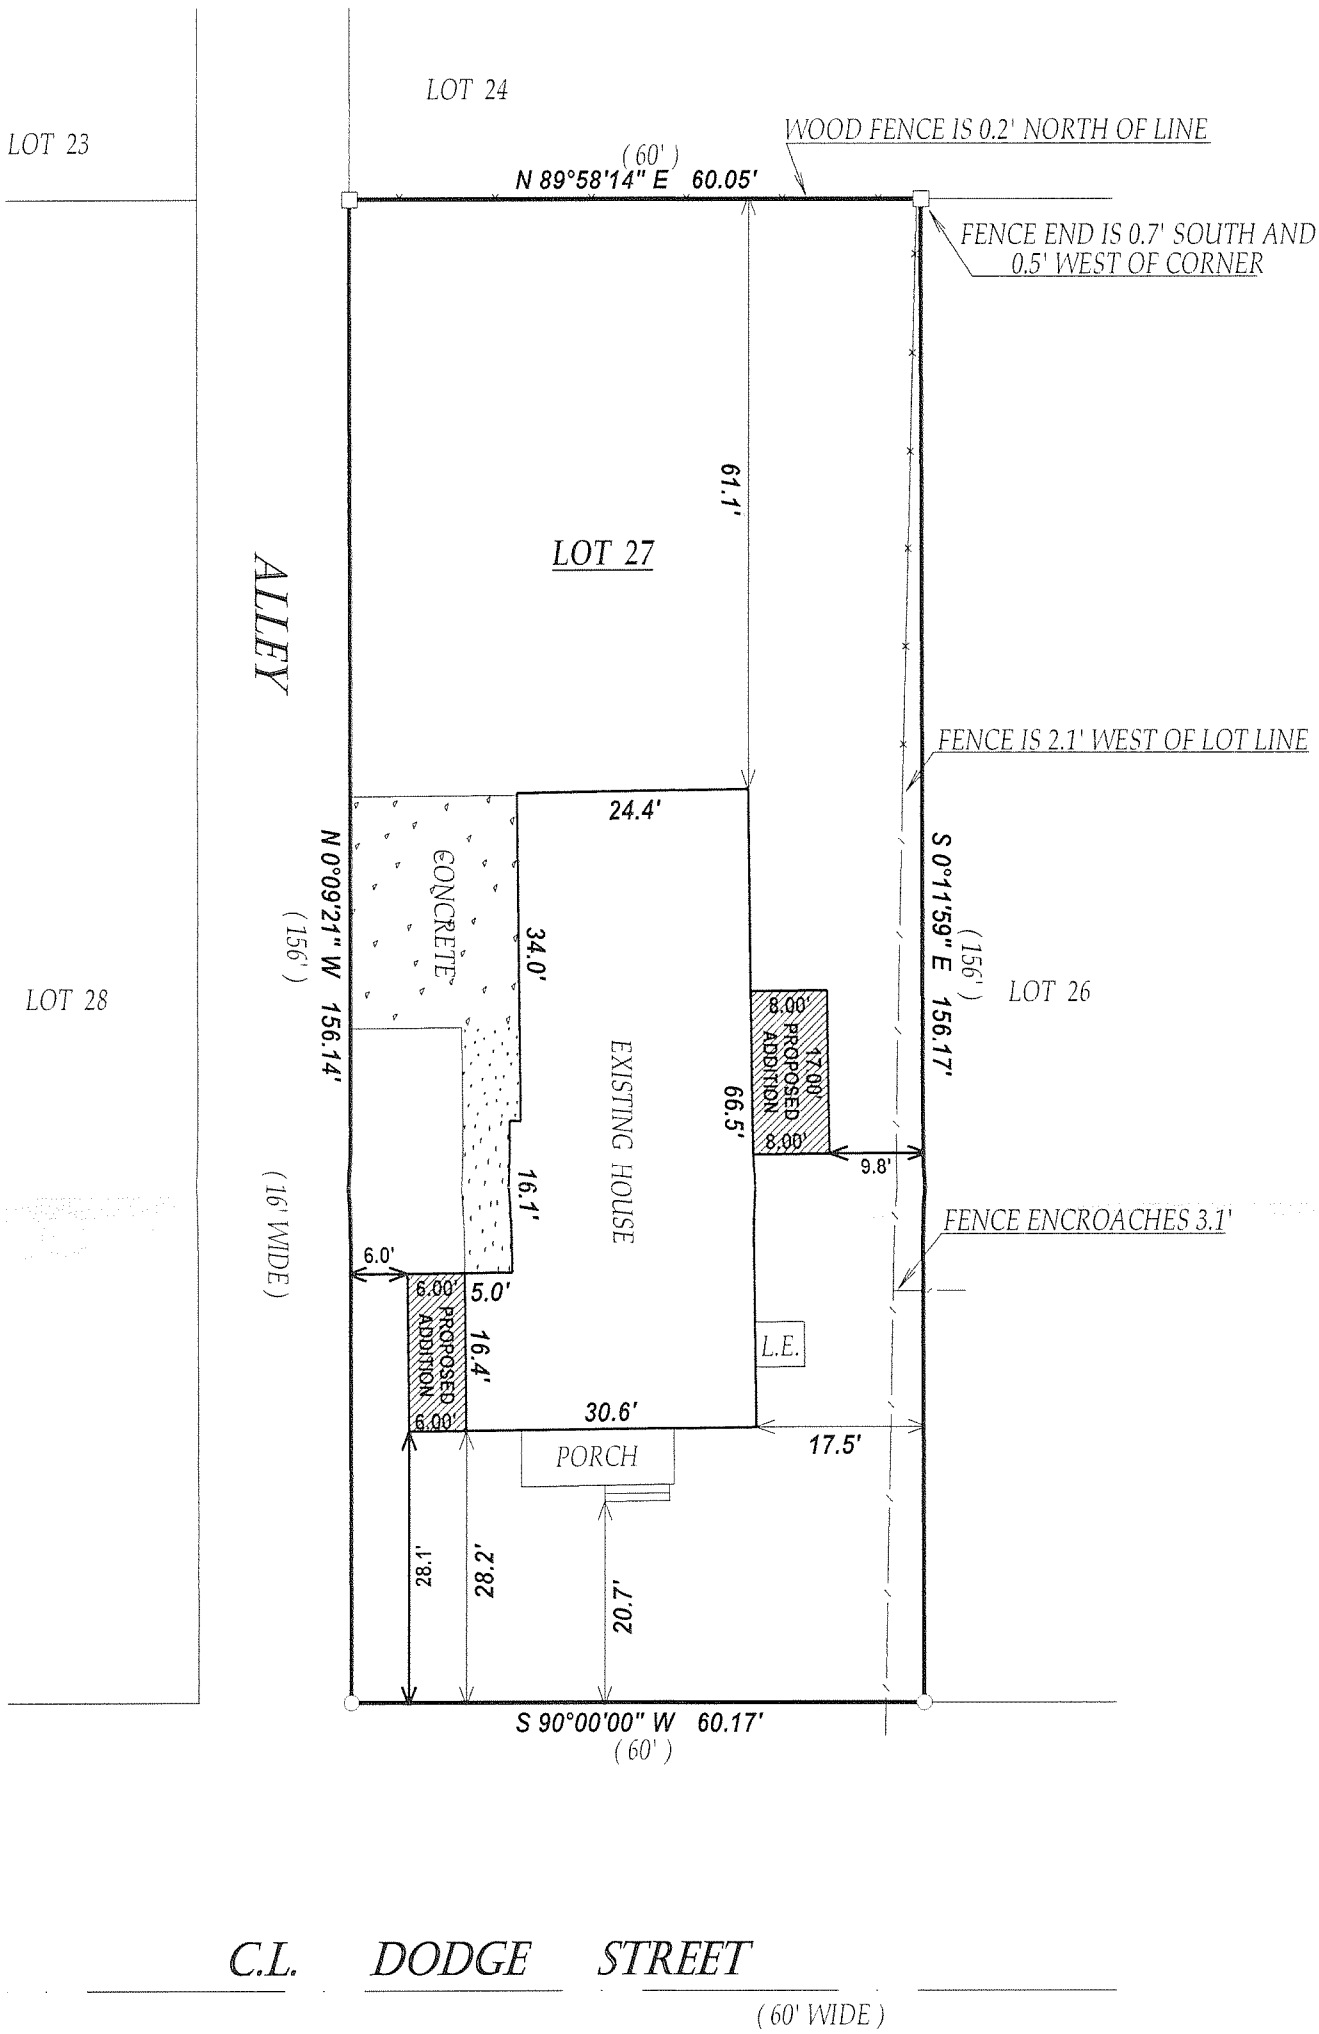 LOT 24
LOT 23
WOOD FENCE IS 0.2' NORTH OF LINE
( 60' )
N 89°58'14" E 60.05'
FENCE END IS 0.7' SOUTH AND
0.5' WEST OF CORNER
61.1'
LOT 27
ALLEY
FENCE IS 2.1' WEST OF LOT LINE
24.4'
N 0°09'21" W 156.14'
( 156' )
CONCRETE
34.0'
S 0°11'59" E 156.17'
( 156' )
LOT 28
LOT 26
8.00'
17.00'
PROPOSED
ADDITION
8.00'
EXISTING HOUSE
66.5'
9.8'
16.1'
( 16' WIDE )
FENCE ENCROACHES 3.1'
6.0'
6.00'
5.0'
PROPOSED
ADDITION
16.4'
6.00'
L.E.
30.6'
17.5'
PORCH
28.1'
28.2'
20.7'
S 90°00'00" W 60.17'
( 60' )
C.L. DODGE STREET
( 60' WIDE )